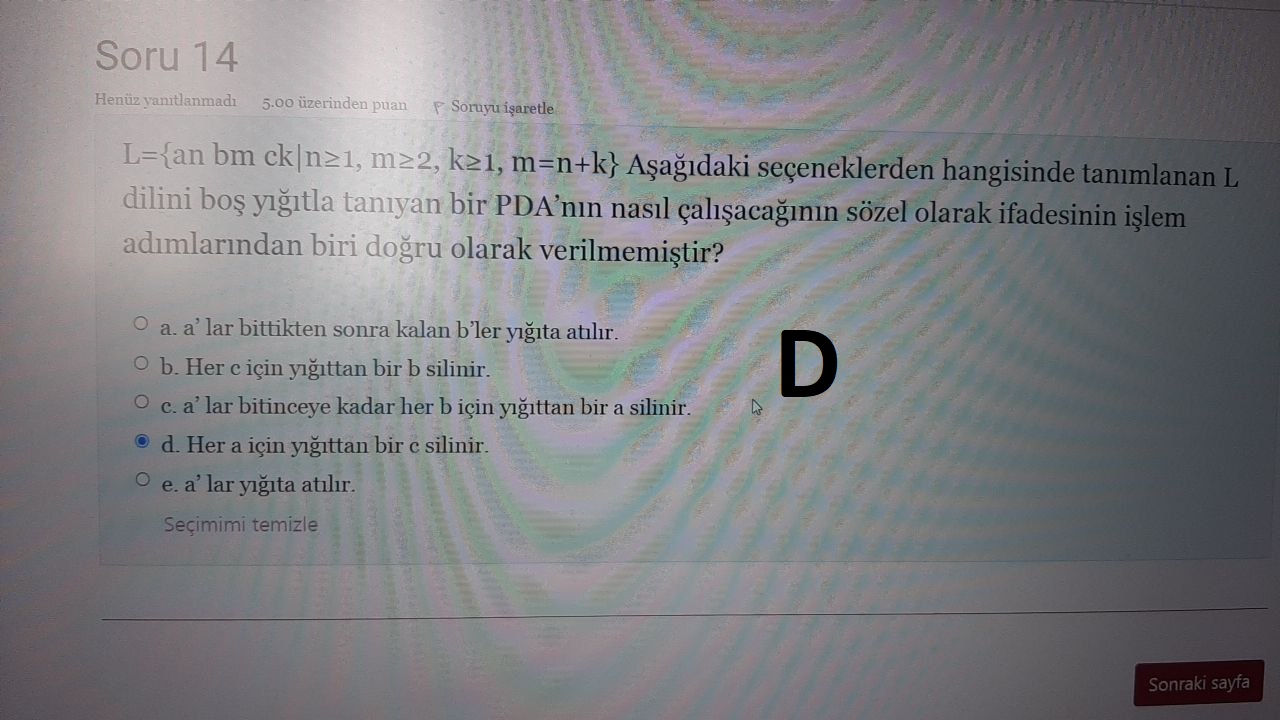 Soru 14
Henüz yanıtlanmadı 5.00 üzerinden puan Soruyu işaretle
L={an bm ck|n≥1, m≥2, k≥1, m=n+k} Aşağıdaki seçeneklerden hangisinde tanımlanan L
dilini boş yığıtla tanıyan bir PDA'nın nasıl çalışacağının sözel olarak ifadesinin işlem
adımlarından biri doğru olarak verilmemiştir?
a. a' lar bittikten sonra kalan b'ler yığıta atılır.
b. Her c için yığıttan bir b silinir.
c. a' lar bitinceye kadar her b için yığıttan bir a silinir.
d. Her a için yığıttan bir c silinir.
e. a' lar yığıta atılır.
D
Seçimimi temizle
Sonraki sayfa